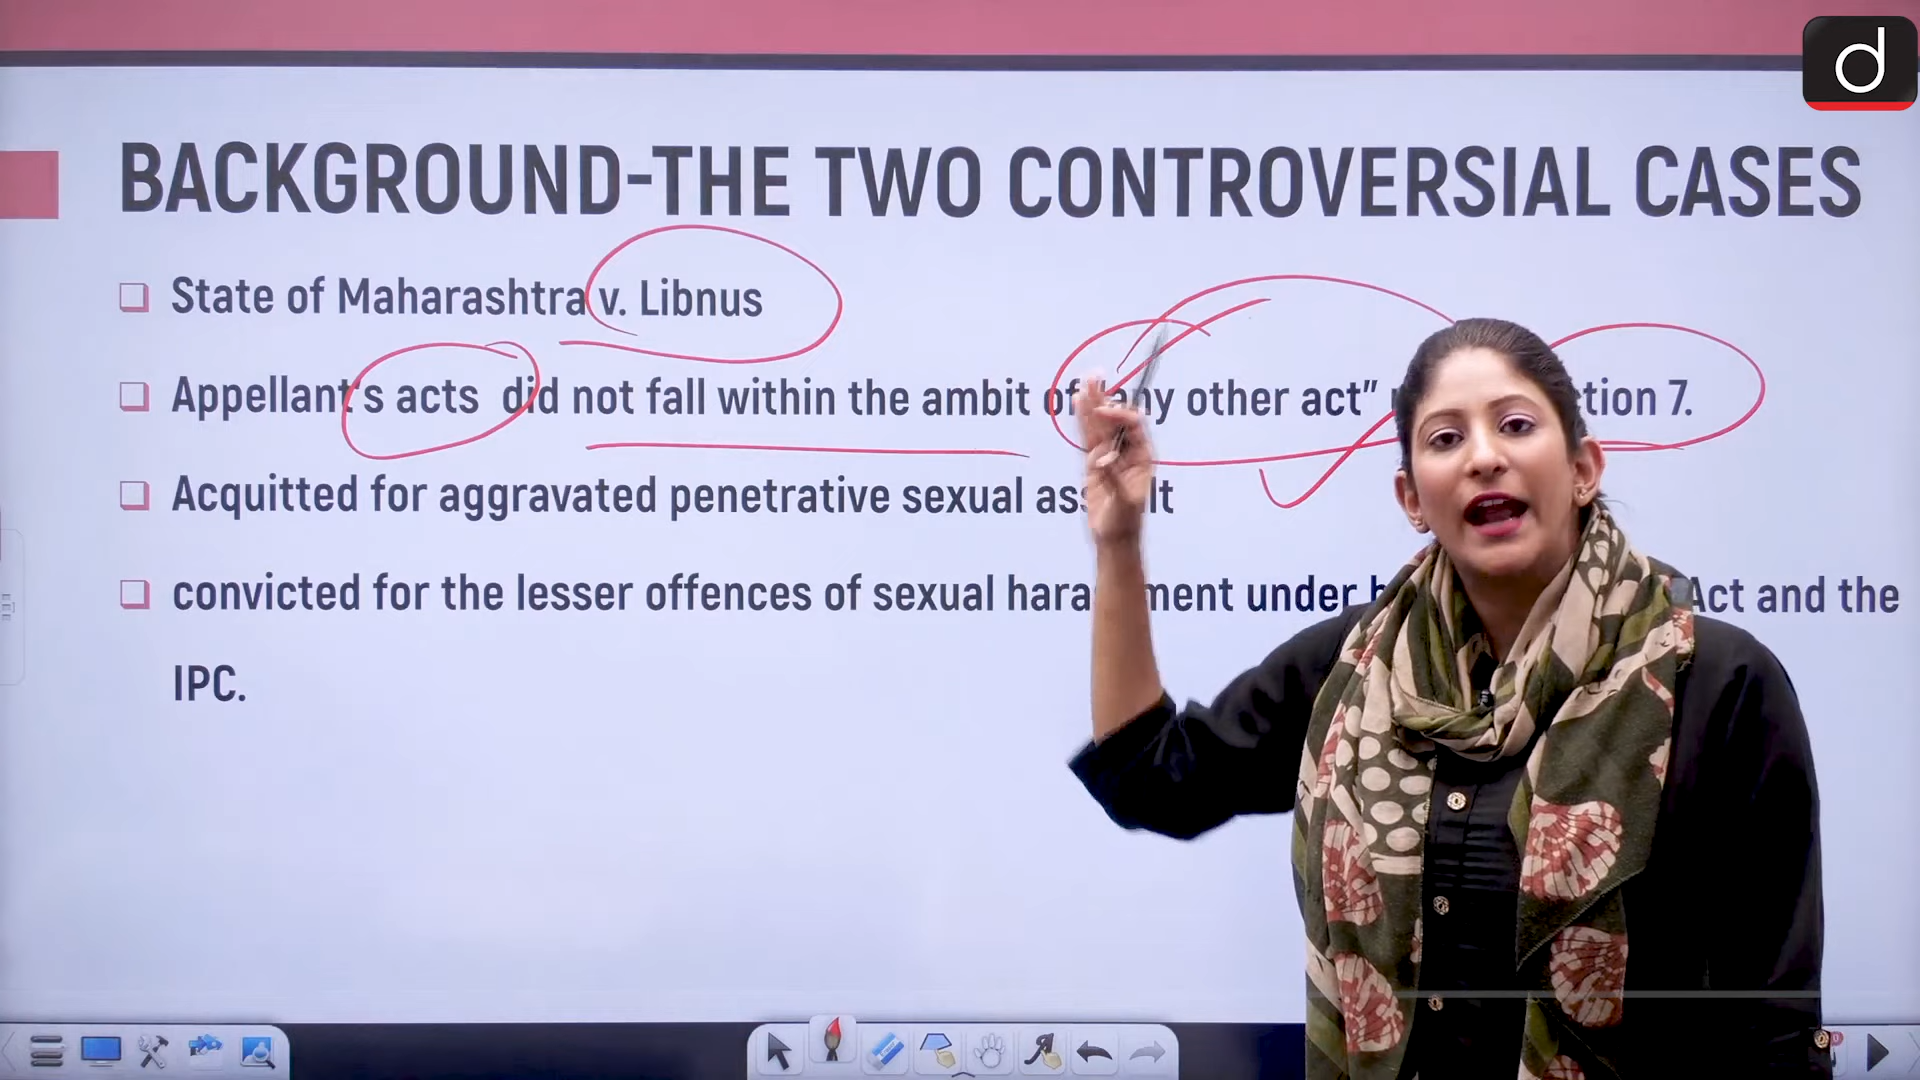 d
BACKGROUND-THE TWO CONTROVERSIAL CASES
State of Maharashtra v. Libnus
Appellant's acts did not fall within the ambit of "any other act" tion 7.
Acquitted for aggravated penetrative sexual ass lt
convicted for the lesser offences of sexual hara ment under b Act and the
IPC.